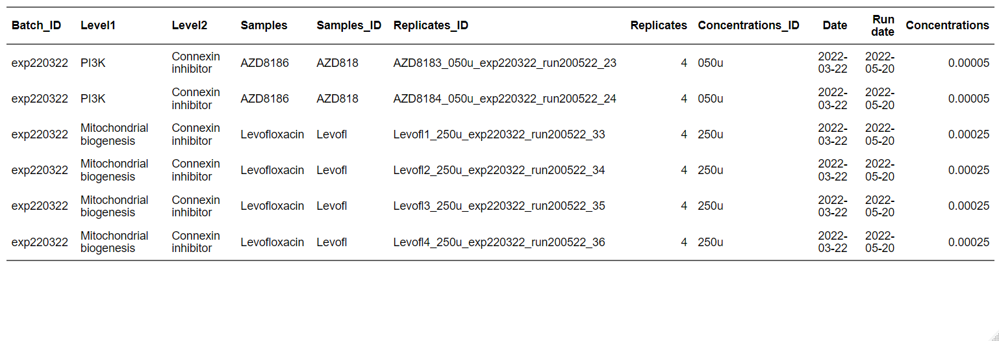 Batch_ID Level1 Level2 Samples Samples_ID Replicates_ID Replicates Concentrations_ID Date Run date Concentrations
exp220322 PI3K Connexin inhibitor AZD8186 AZD818 AZD8183_050u_exp220322_run200522_23 4 050u 2022-03-22 2022-05-20 0.00005
exp220322 PI3K Connexin inhibitor AZD8186 AZD818 AZD8184_050u_exp220322_run200522_24 4 050u 2022-03-22 2022-05-20 0.00005
exp220322 Mitochondrial biogenesis Connexin inhibitor Levofloxacin Levofl Levofl1_250u_exp220322_run200522_33 4 250u 2022-03-22 2022-05-20 0.00025
exp220322 Mitochondrial biogenesis Connexin inhibitor Levofloxacin Levofl Levofl2_250u_exp220322_run200522_34 4 250u 2022-03-22 2022-05-20 0.00025
exp220322 Mitochondrial biogenesis Connexin inhibitor Levofloxacin Levofl Levofl3_250u_exp220322_run200522_35 4 250u 2022-03-22 2022-05-20 0.00025
exp220322 Mitochondrial biogenesis Connexin inhibitor Levofloxacin Levofl Levofl4_250u_exp220322_run200522_36 4 250u 2022-03-22 2022-05-20 0.00025